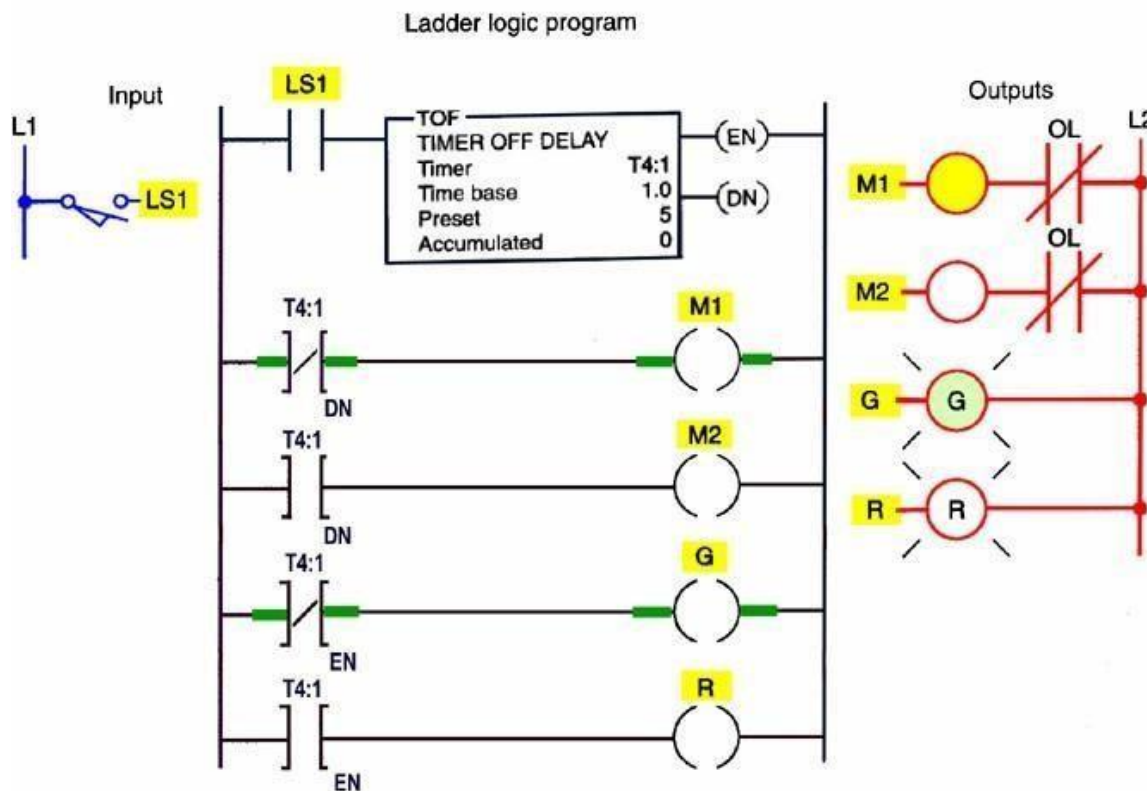 Ladder logic program
Input
L1
LS1
LS1
TOF
TIMER OFF DELAY
Timer T4:1
Time base 1.0
Preset 5
Accumulated 0
(EN)
(DN)
T4:1
DN
M1
T4:1
DN
M2
T4:1
EN
G
T4:1
EN
R
Outputs
L2
M1
OL
M2
OL
G
G
R
R